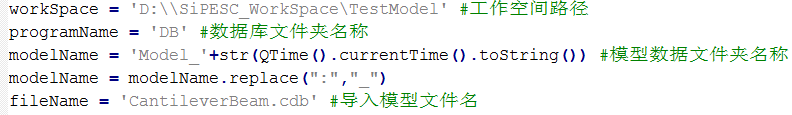 workSpace = 'D:\\SiPESC_WorkSpace\TestModel' #工作空间路径
programName = 'DB' #数据库文件夹名称
modelName = 'Model_'+str(QTime().currentTime().toString()) #模型数据文件夹名称
modelName = modelName.replace(":","_")
fileName = 'CantileverBeam.cdb' #导入模型文件名